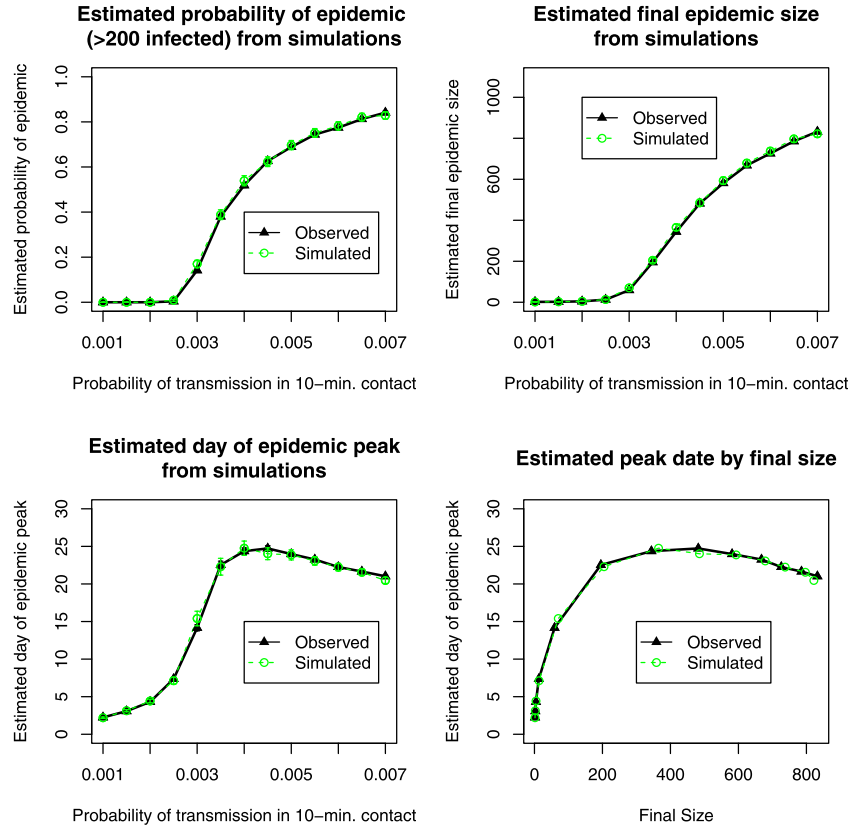 Estimated probability of epidemic
(>200 infected) from simulations
Estimated probability of epidemic
1.0
0.8
0.6
0.4
0.2
0.0
Observed
Simulated
0.001
0.003
0.005
0.007
Probability of transmission in 10−min. contact
Estimated final epidemic size
from simulations
Estimated final epidemic size
1000
600
200
0
Observed
Simulated
0.001
0.003
0.005
0.007
Probability of transmission in 10−min. contact
Estimated day of epidemic peak
from simulations
Estimated day of epidemic peak
30
25
20
15
10
5
0
Observed
Simulated
0.001
0.003
0.005
0.007
Probability of transmission in 10−min. contact
Estimated peak date by final size
Estimated day of epidemic peak
30
25
20
15
10
5
0
Observed
Simulated
0
200
400
600
800
Final Size